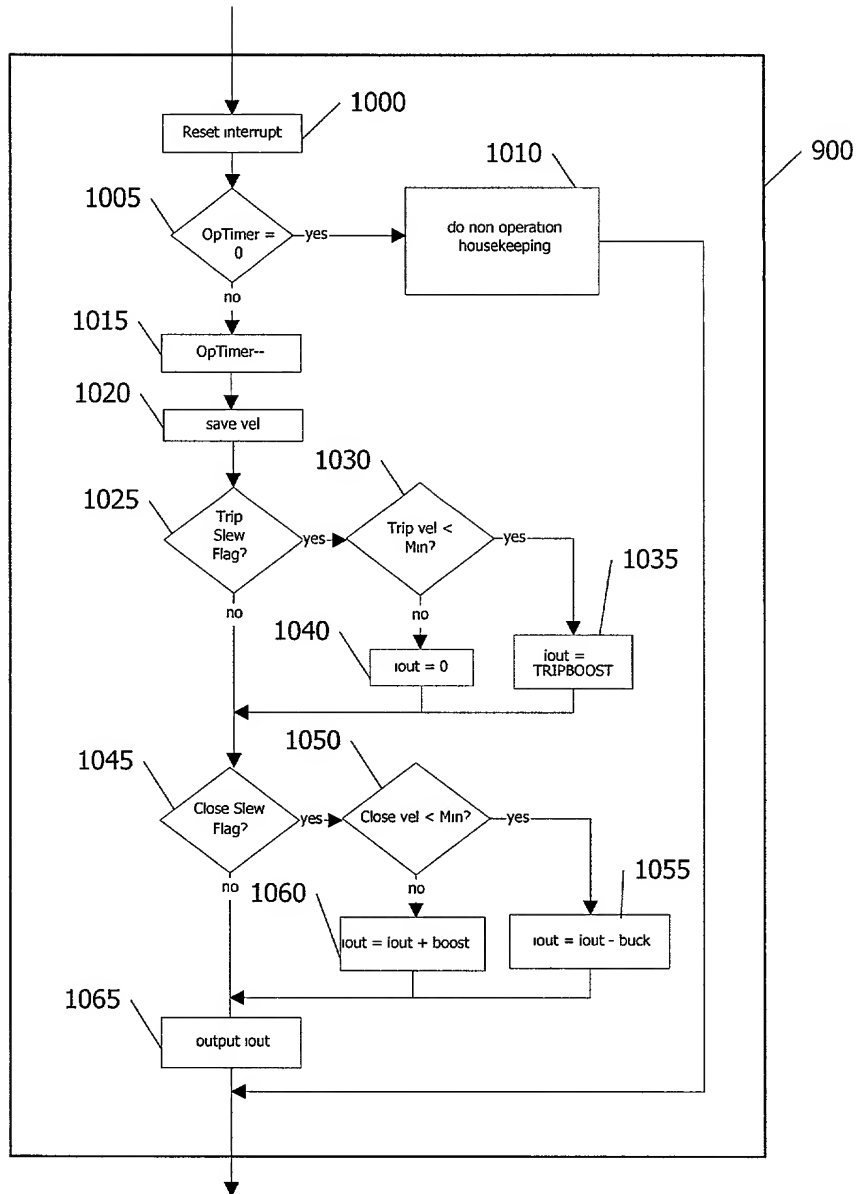 1000
Reset interrupt
900
1010
1005
OpTimer =
0
yes
do non operation
housekeeping
no
1015
OpTimer--
1020
save vel
1030
1025
Trip
Slew
Flag?
yes
Trip vel <
Min?
yes
1035
no
no
1040
iout = 0
iout =
TRIPBOOST
1050
1045
Close Slew
Flag?
yes
Close vel < Min?
yes
no
no
1055
1060
iout = iout + boost
iout = iout - buck
1065
output iout